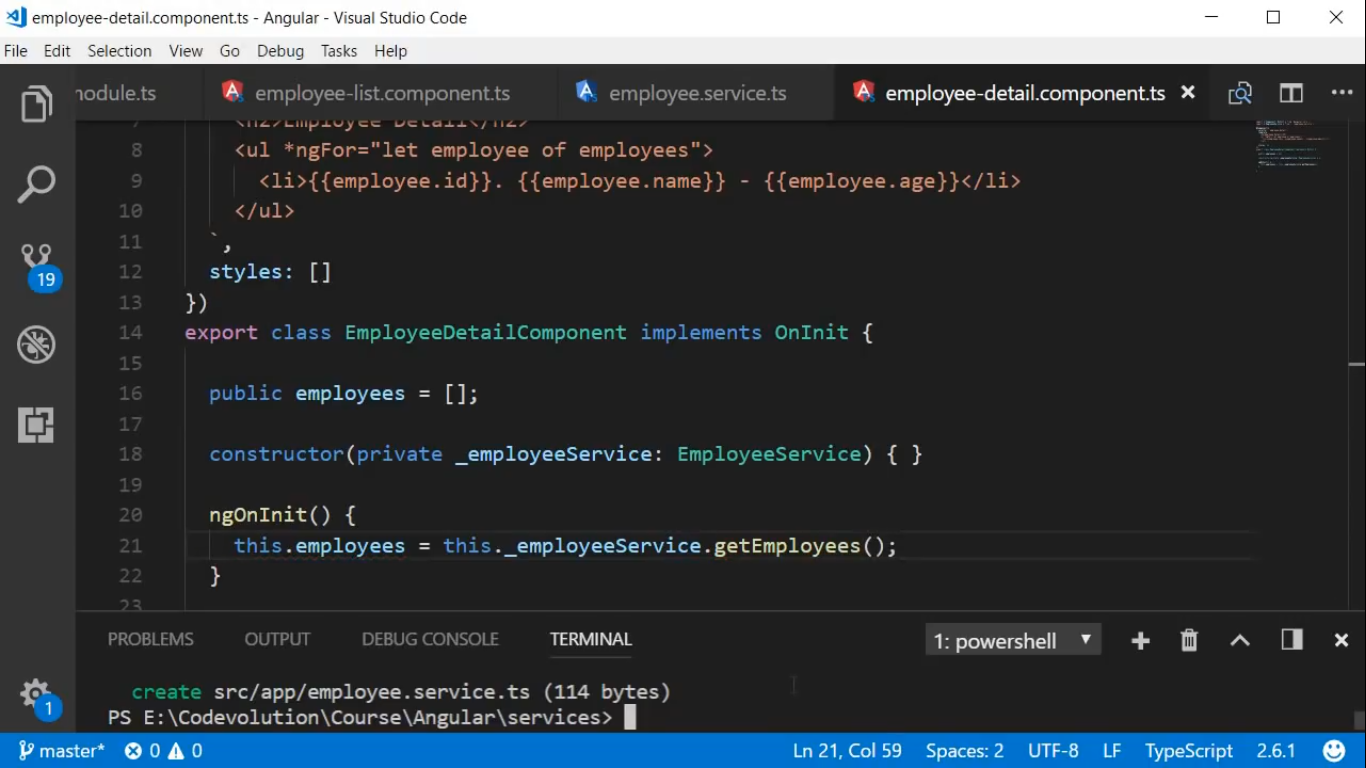 employee-detail.component.ts - Angular - Visual Studio Code
File Edit Selection View Go Debug Tasks Help
module.ts employee-list.component.ts employee.service.ts employee-detail.component.ts
7 <h2>Employee Detail</h2>
8 <ul *ngFor="let employee of employees">
9 <li>{{employee.id}}. {{employee.name}} - {{employee.age}}</li>
10 </ul>
11 `,
12 styles: []
13 })
14 export class EmployeeDetailComponent implements OnInit {
15
16 public employees = [];
17
18 constructor(private _employeeService: EmployeeService) { }
19
20 ngOnInit() {
21 this.employees = this._employeeService.getEmployees();
22 }
23
19
1
PROBLEMS OUTPUT DEBUG CONSOLE TERMINAL 1: powershell
create src/app/employee.service.ts (114 bytes)
PS E:\Codevolution\Course\Angular\services>
master* 0 0 Ln 21, Col 59 Spaces: 2 UTF-8 LF TypeScript 2.6.1